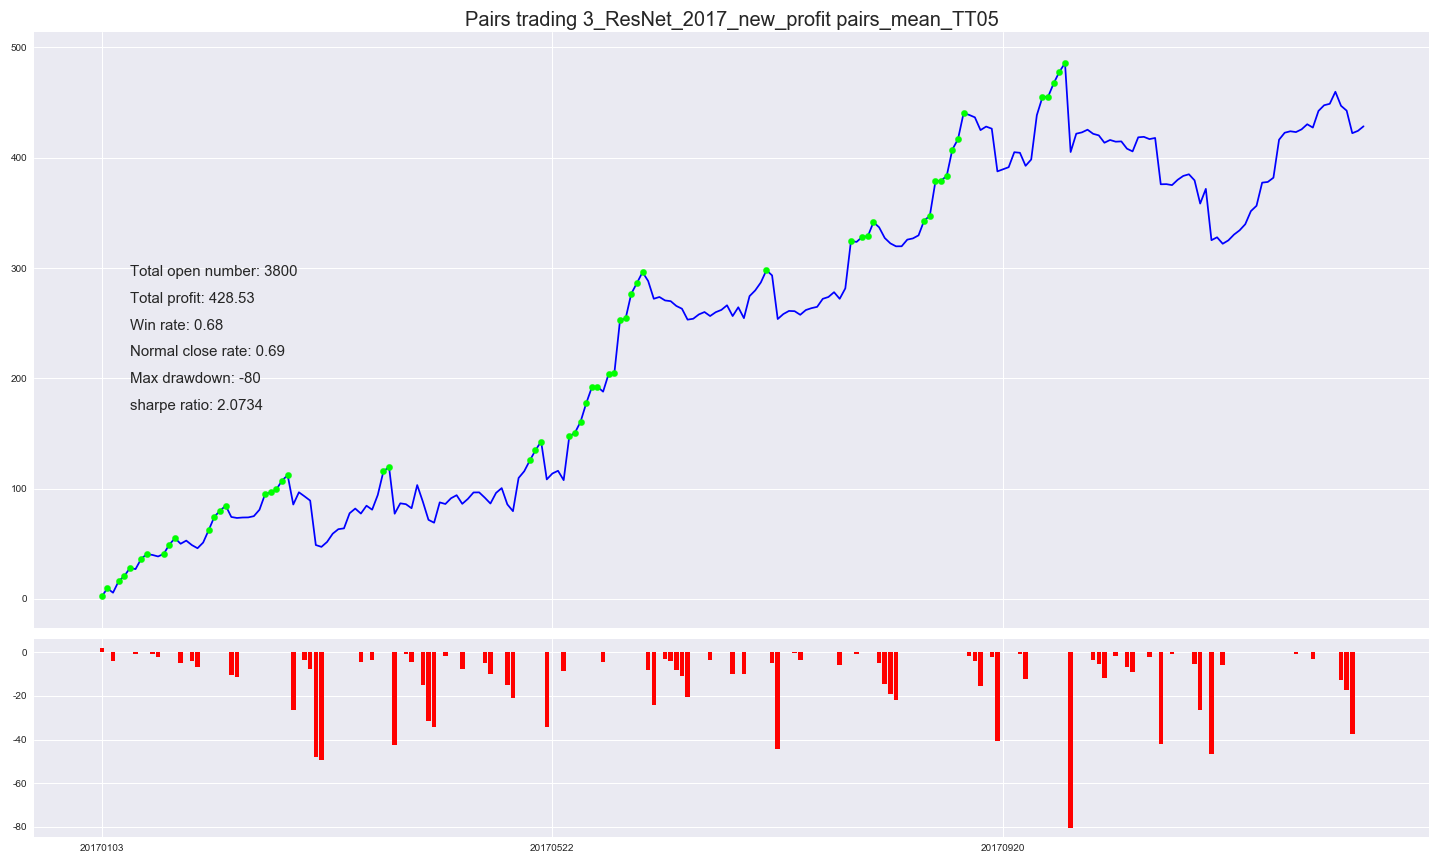 Pairs trading 3_ResNet_2017_new_profit pairs_mean_TT05
500
400
300
200
100
0
Total open number: 3800
Total profit: 428.53
Win rate: 0.68
Normal close rate: 0.69
Max drawdown: -80
sharpe ratio: 2.0734
0
-20
-40
-60
-80
20170103
20170522
20170920